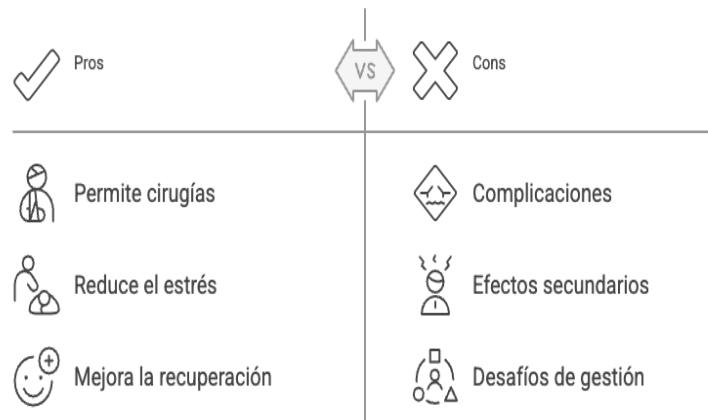 Pros
VS
Cons
Permite cirugías
Complicaciones
Reduce el estrés
Efectos secundarios
Mejora la recuperación
Desafíos de gestión